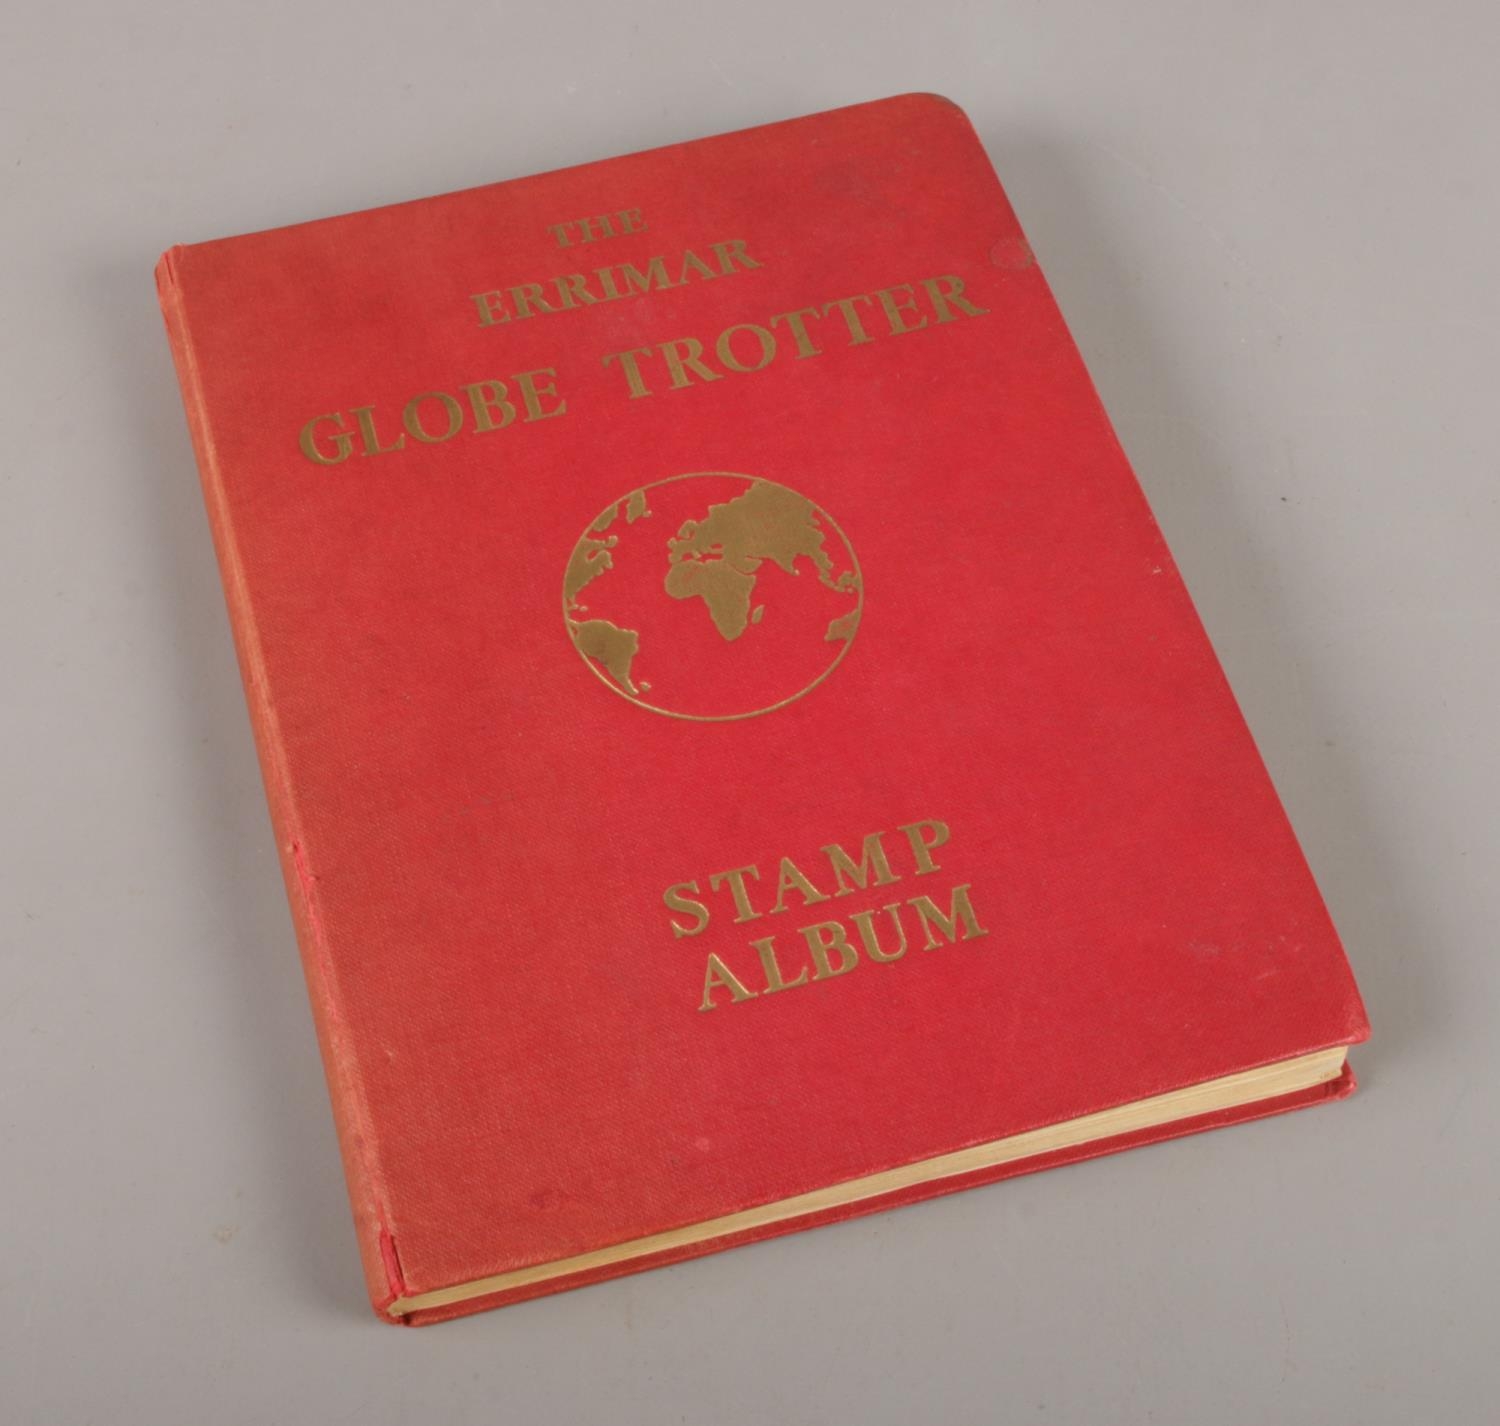 THE
ERRIMAR
GLOBE TROTTER
STAMP
ALBUM